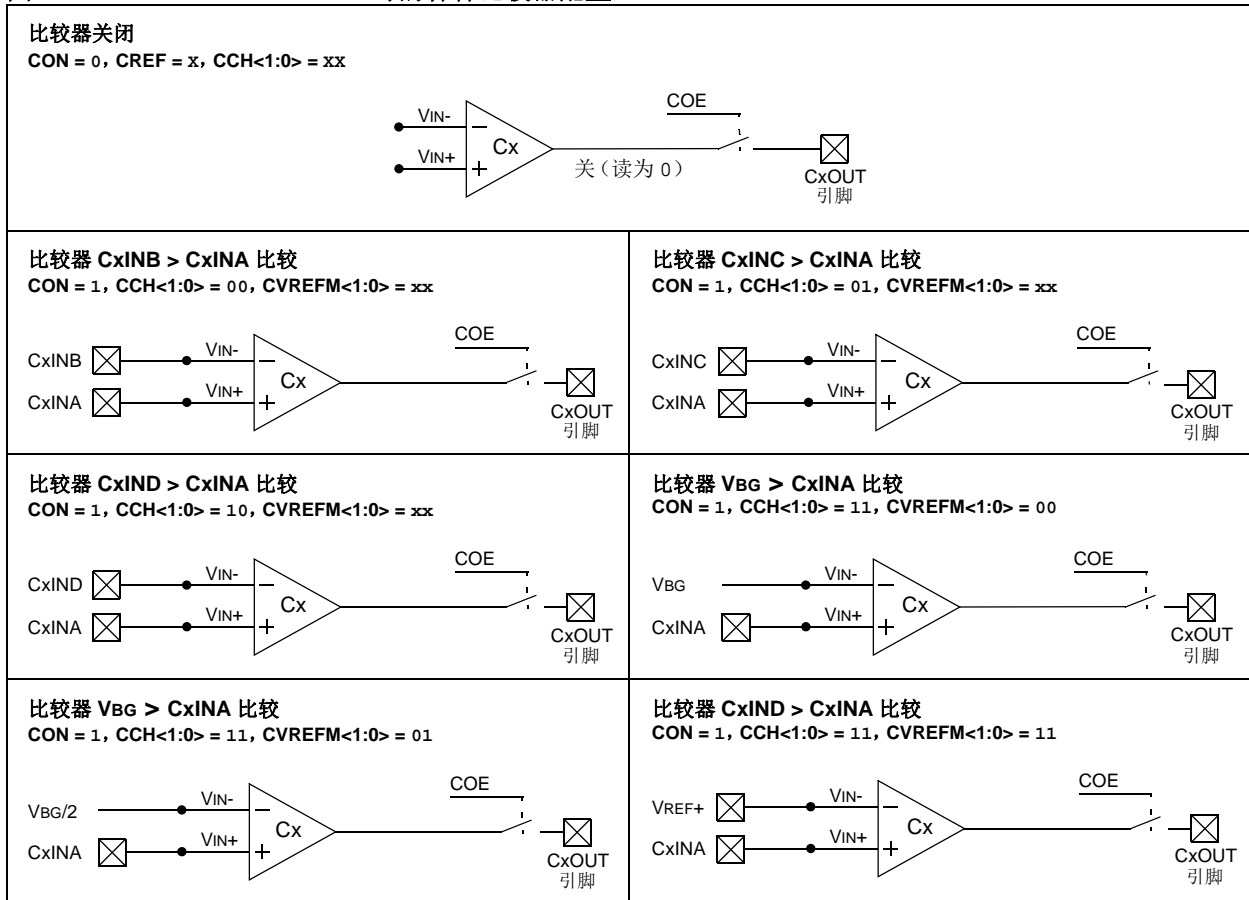 比较器关闭
CON = 0，CREF = x，CCH<1:0> = xx
COE
VIN-
Cx
VIN+
关（读为 0）
CxOUT
引脚
比较器 CxINB > CxINA 比较
CON = 1，CCH<1:0> = 00，CVREFM<1:0> = xx
COE
CxINB
VIN-
Cx
CxINA
VIN+
CxOUT
引脚
比较器 CxINC > CxINA 比较
CON = 1，CCH<1:0> = 01，CVREFM<1:0> = xx
COE
CxINC
VIN-
Cx
CxINA
VIN+
CxOUT
引脚
比较器 CxIND > CxINA 比较
CON = 1，CCH<1:0> = 10，CVREFM<1:0> = xx
COE
CxIND
VIN-
Cx
CxINA
VIN+
CxOUT
引脚
比较器 VBG > CxINA 比较
CON = 1，CCH<1:0> = 11，CVREFM<1:0> = 00
COE
VBG
VIN-
Cx
CxINA
VIN+
CxOUT
引脚
比较器 VBG > CxINA 比较
CON = 1，CCH<1:0> = 11，CVREFM<1:0> = 01
COE
VBG/2
VIN-
Cx
CxINA
VIN+
CxOUT
引脚
比较器 CxIND > CxINA 比较
CON = 1，CCH<1:0> = 11，CVREFM<1:0> = 11
COE
VREF+
VIN-
Cx
CxINA
VIN+
CxOUT
引脚